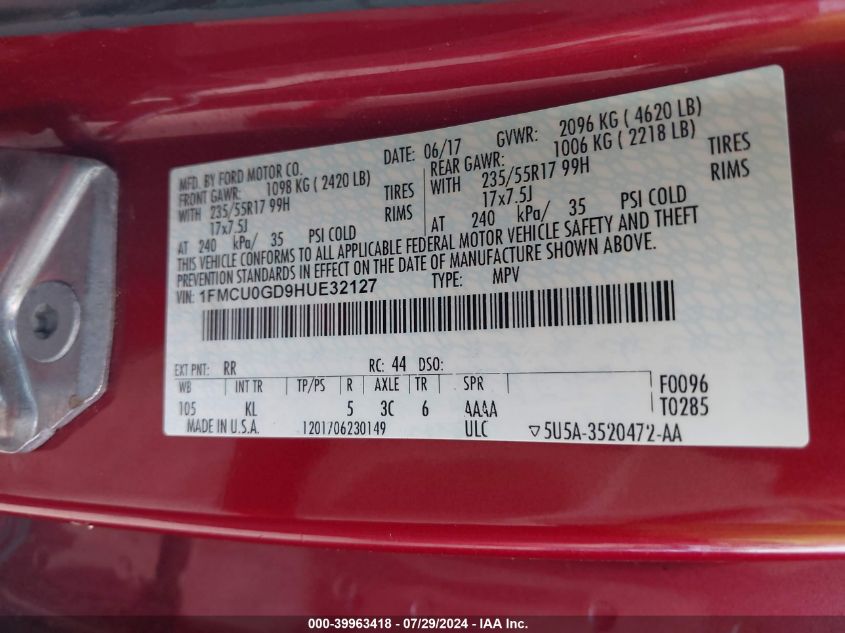 MFD. BY FORD MOTOR CO.
FRONT GAWR: 1098 KG ( 2420 LB)
WITH 235/55R17 99H TIRES
17x7.5J RIMS
AT 240 kPa/ 35 PSI COLD
DATE: 06/17 GVWR: 2096 KG ( 4620 LB)
REAR GAWR: 1006 KG ( 2218 LB)
WITH 235/55R17 99H TIRES
17x7.5J RIMS
AT 240 kPa/ 35 PSI COLD
THIS VEHICLE CONFORMS TO ALL APPLICABLE FEDERAL MOTOR VEHICLE SAFETY AND THEFT
PREVENTION STANDARDS IN EFFECT ON THE DATE OF MANUFACTURE SHOWN ABOVE.
VIN: 1FMCU0GD9HUE32127 TYPE: MPV
EXT PNT: RR RC: 44 DSO:
WB INT TR TP/PS R AXLE TR SPR F0096
105 KL 5 3C 6 AAAA T0285
MADE IN U.S.A. 1201706230149 ULC ▽5U5A-3520472-AA
000-39963418 / 07/29/2024 - IAA Inc.